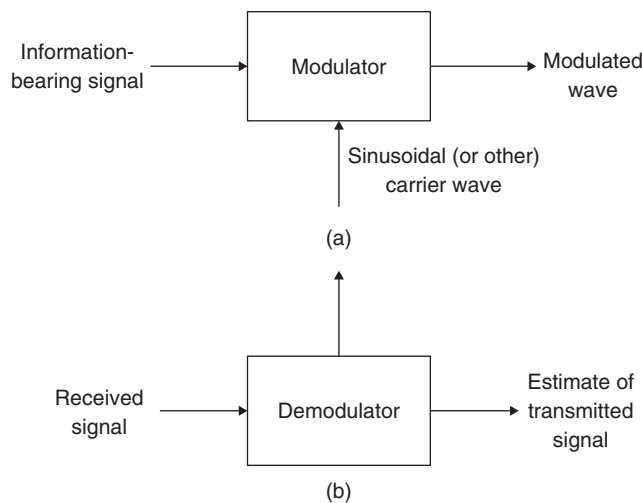 Information-
bearing signal
Modulator
Modulated
wave
Sinusoidal (or other)
carrier wave
(a)
Received
signal
Demodulator
Estimate of
transmitted
signal
(b)